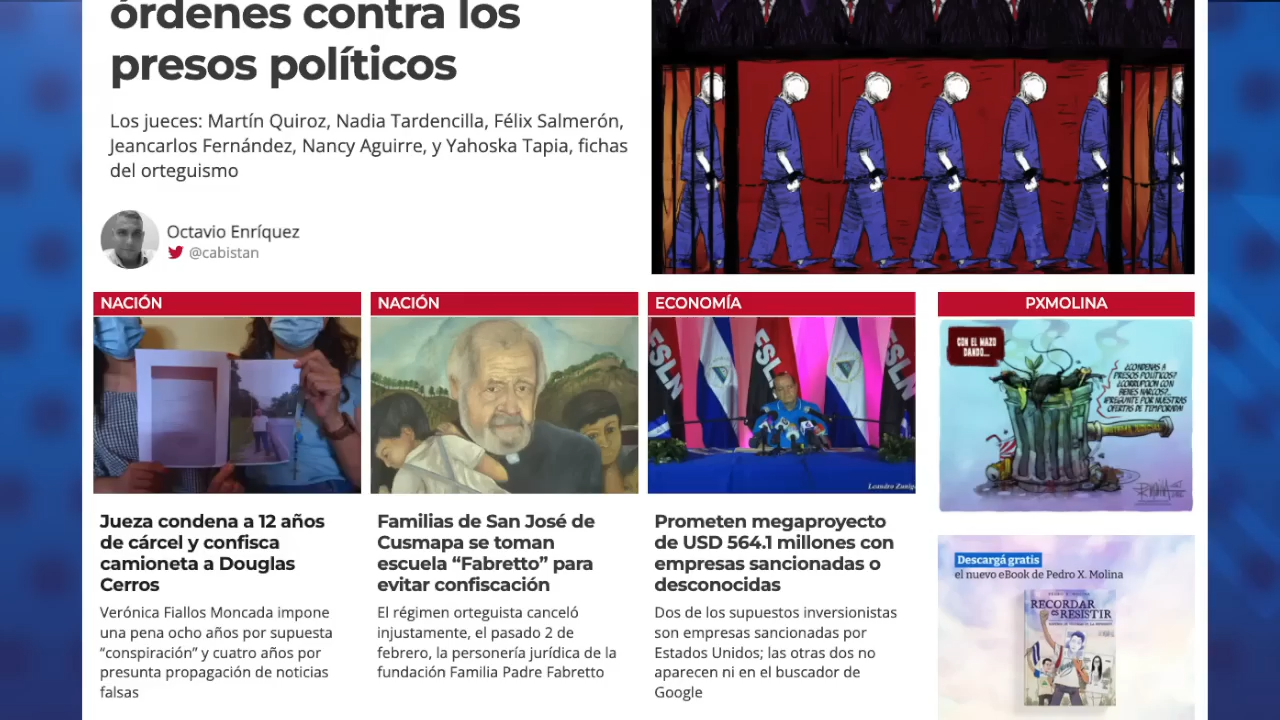 órdenes contra los
presos políticos
Los jueces: Martín Quiroz, Nadia Tardencilla, Félix Salmerón,
Jeancarlos Fernández, Nancy Aguirre, y Yahoska Tapia, fichas
del orteguismo
Octavio Enríquez
@cabistan
NACIÓN
Jueza condena a 12 años
de cárcel y confisca
camioneta a Douglas
Cerros
Verónica Fiallos Moncada impone
una pena ocho años por supuesta
“conspiración” y cuatro años por
presunta propagación de noticias
falsas
NACIÓN
Familias de San José de
Cusmapa se toman
escuela “Fabretto” para
evitar confiscación
El régimen orteguista canceló
injustamente, el pasado 2 de
febrero, la personería jurídica de la
fundación Familia Padre Fabretto
ECONOMÍA
FSLN
FSLN
FSLN
Leandro Zuniga
Prometen megaproyecto
de USD 564.1 millones con
empresas sancionadas o
desconocidas
Dos de los supuestos inversionistas
son empresas sancionadas por
Estados Unidos; las otras dos no
aparecen ni en el buscador de
Google
PXMOLINA
CON EL MAZO
DANDO...
¿CONDENAS A
PRESOS POLÍTICOS?
¿CORRUPCIÓN CON
BIENES NARCOS?...
¡PREGUNTE POR NUESTRAS
OFERTAS DE TEMPORADA!
Descargá gratis
el nuevo eBook de Pedro X. Molina
RECORDAR
es
RESISTIR